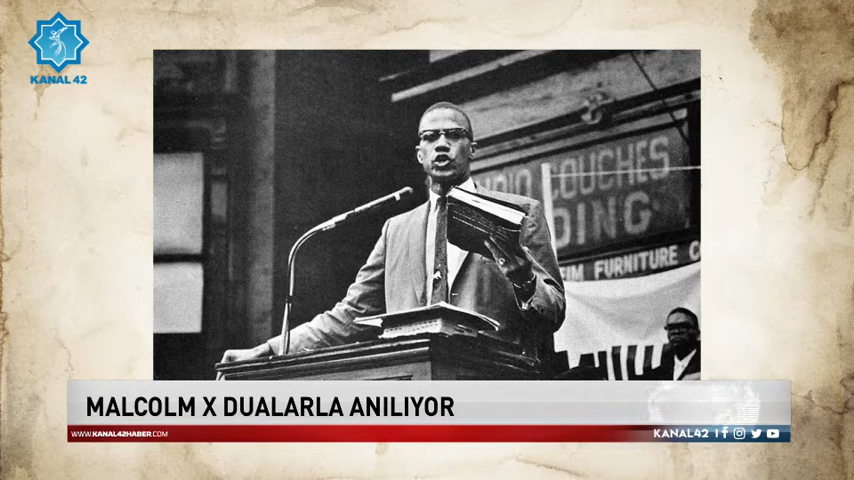 KANAL 42
COUCHES
DING
FURNITURE
MALCOLM X DUALARLA ANILIYOR
WWW.KANAL42HABER.COM
KANAL42